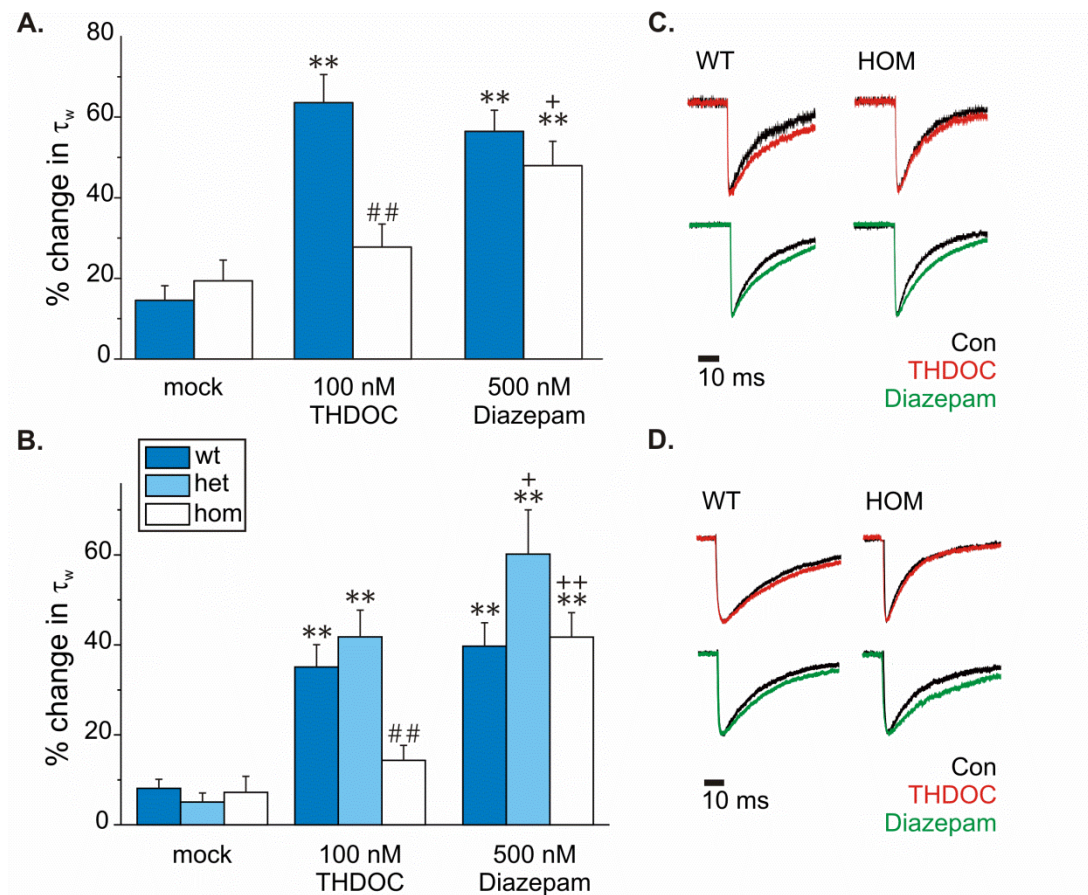 A.
80
60
40
20
0
% change in τw
**
##
**
+
**
mock
100 nM
THDOC
500 nM
Diazepam
B.
wt
het
hom
60
40
20
0
% change in τw
**
**
##
**
+
**
++
**
mock
100 nM
THDOC
500 nM
Diazepam
C.
WT
HOM
Con
THDOC
Diazepam
10 ms
D.
WT
HOM
Con
THDOC
Diazepam
10 ms